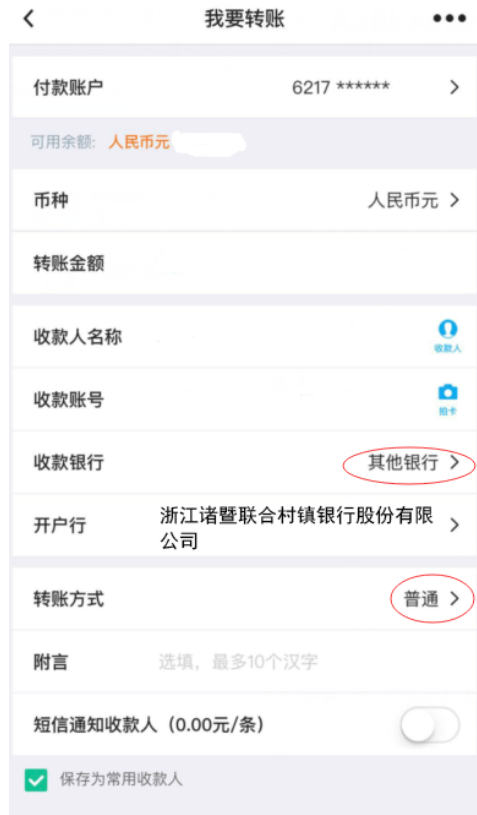 我要转账
付款账户 6217 ******
可用余额: 人民币元
币种 人民币元
转账金额
收款人名称
收款人
收款账号
拍卡
收款银行 其他银行
开户行 浙江诸暨联合村镇银行股份有限
公司
转账方式 普通
附言 选填，最多10个汉字
短信通知收款人（0.00元/条）
保存为常用收款人